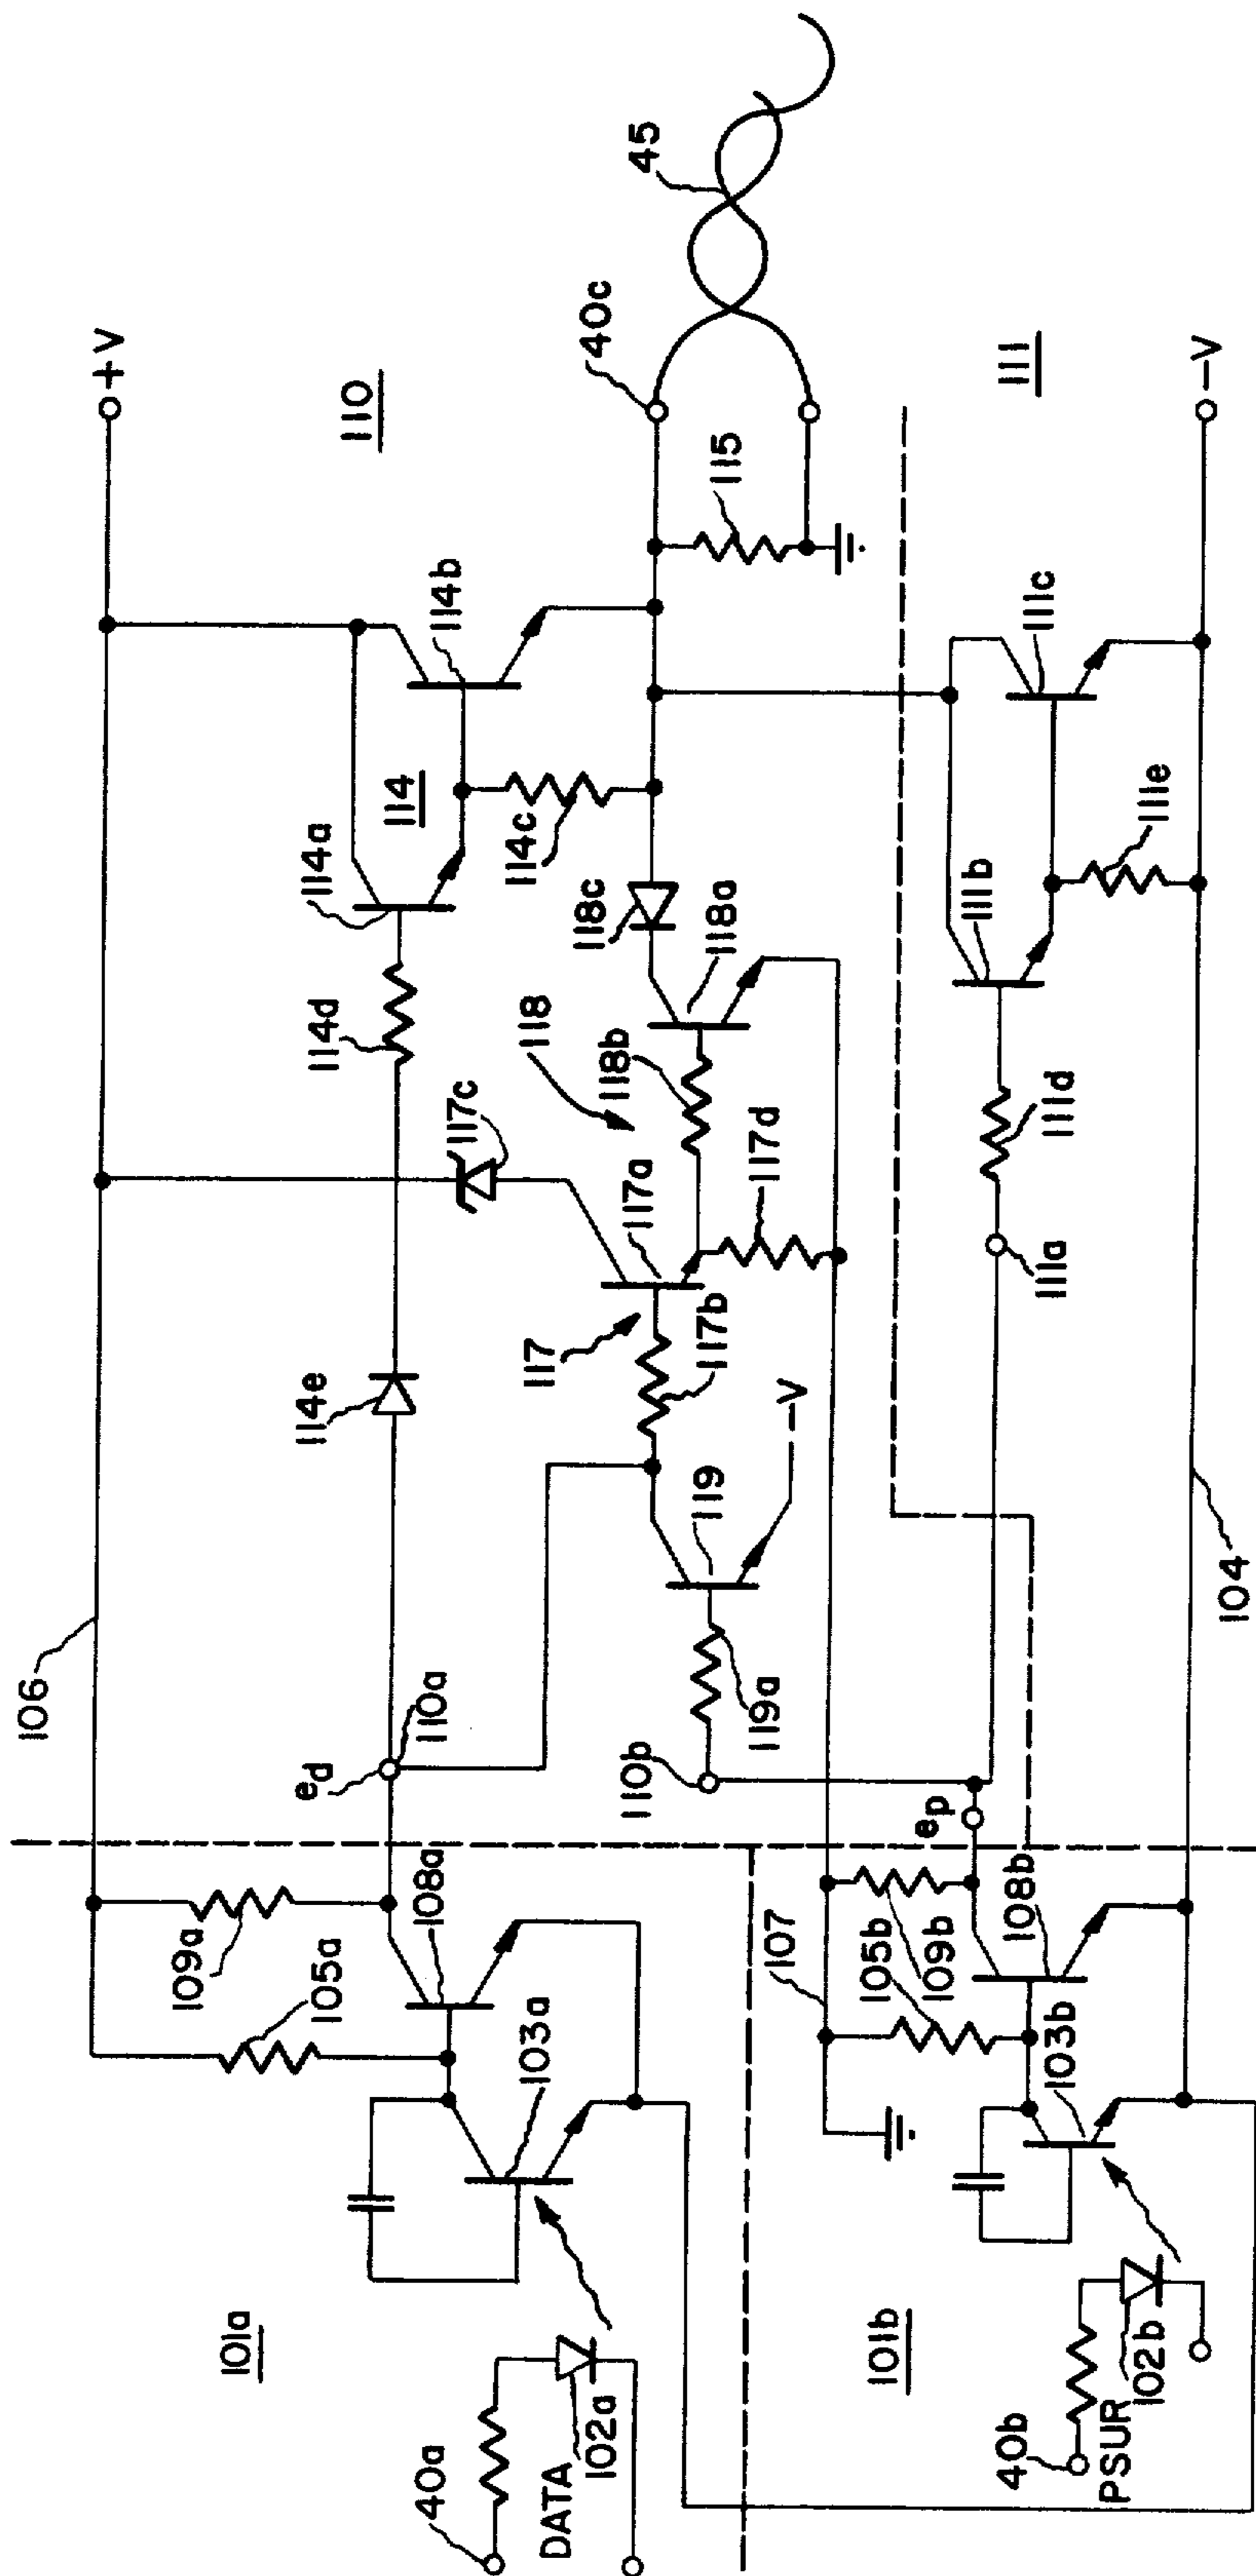 106
+V
110
101a
109a
105a
108a
103a
e_d
110a
114e
114d
114a
114
114b
114c
117c
118c
118
118a
118b
117a
117
117b
117d
119
–V
119a
110b
40c
45
115
40a
DATA
102a
101b
107
105b
109b
108b
103b
e_p
40b
PSUR
102b
111
111a
111d
111b
111c
111e
104
–V